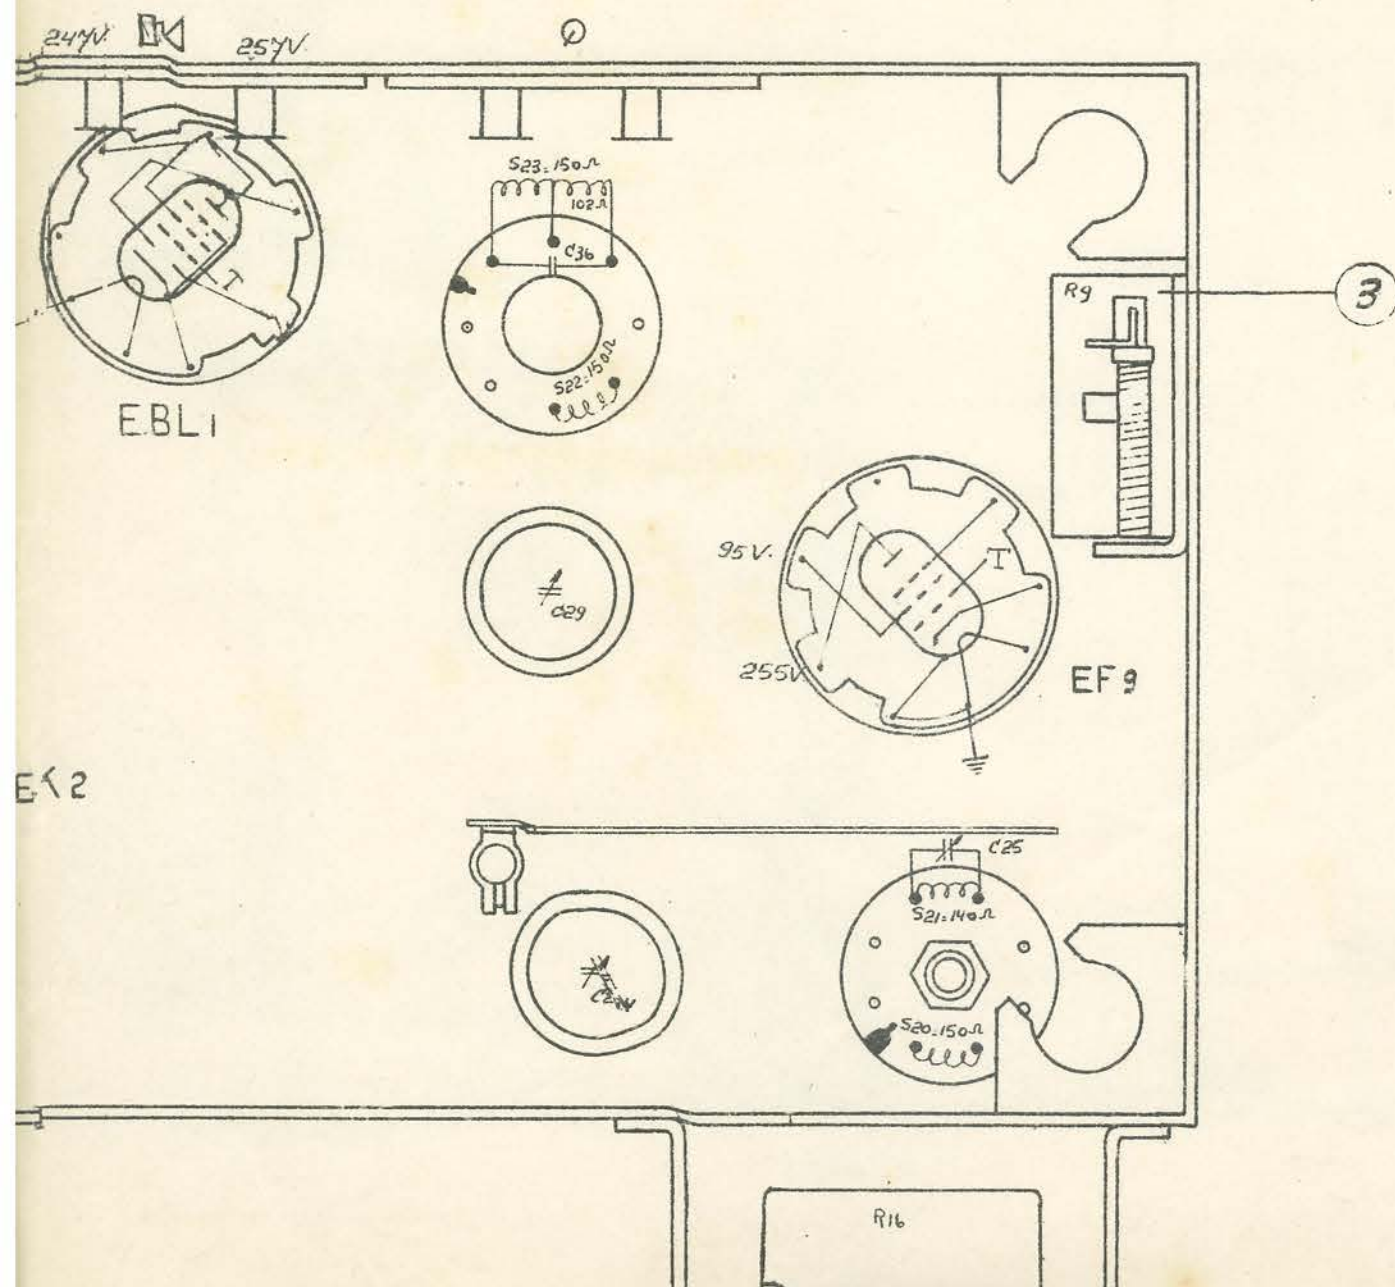 247V.
257V.
S23=150Ω
102Ω
C36
R9
3
S22=150Ω
EBL1
T
95V.
T
C29
255V.
EF9
EK2
C25
S21=140Ω
S20=150Ω
R16